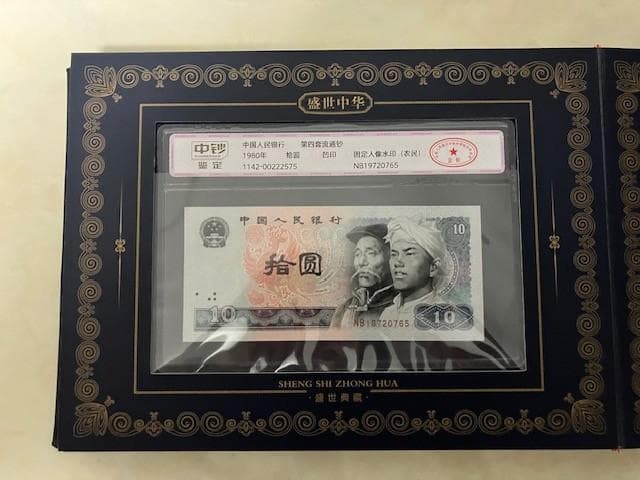 盛世中华
中钞
鉴定
中国人民银行 第四套流通钞
1980年 拾圆 凹印 固定人像水印（农民）
1142-00222575 NB19720765
中国人民银行
10
拾圆
10
NB19720765
10
SHENG SHI ZHONG HUA
·盛世典藏·